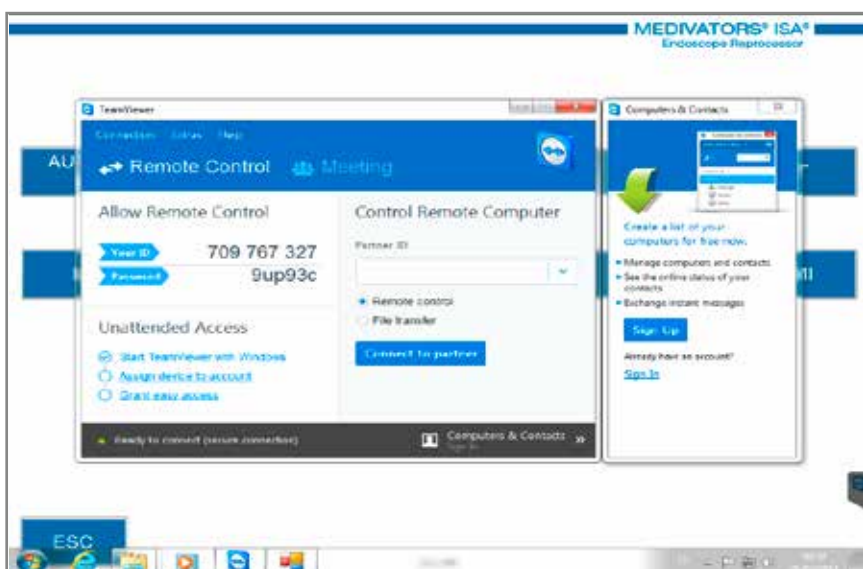 MEDIVATORS® ISA®
Endoscope Reprocessor
TeamViewer
Connection Extras Help
Remote Control Meeting
Allow Remote Control
Your ID 709 767 327
Password 9up93c
Unattended Access
Start TeamViewer with Windows
Assign device to account
Grant easy access
Ready to connect (secure connection)
Control Remote Computer
Partner ID
Remote control
File transfer
Connect to partner
Computers & Contacts
Sign In
Computers & Contacts
Create a list of your
computers for free now.
Manage computers and contacts
See the online status of your
contacts
Exchange instant messages
Sign Up
Already have an account?
Sign In
AU
MI
ESC